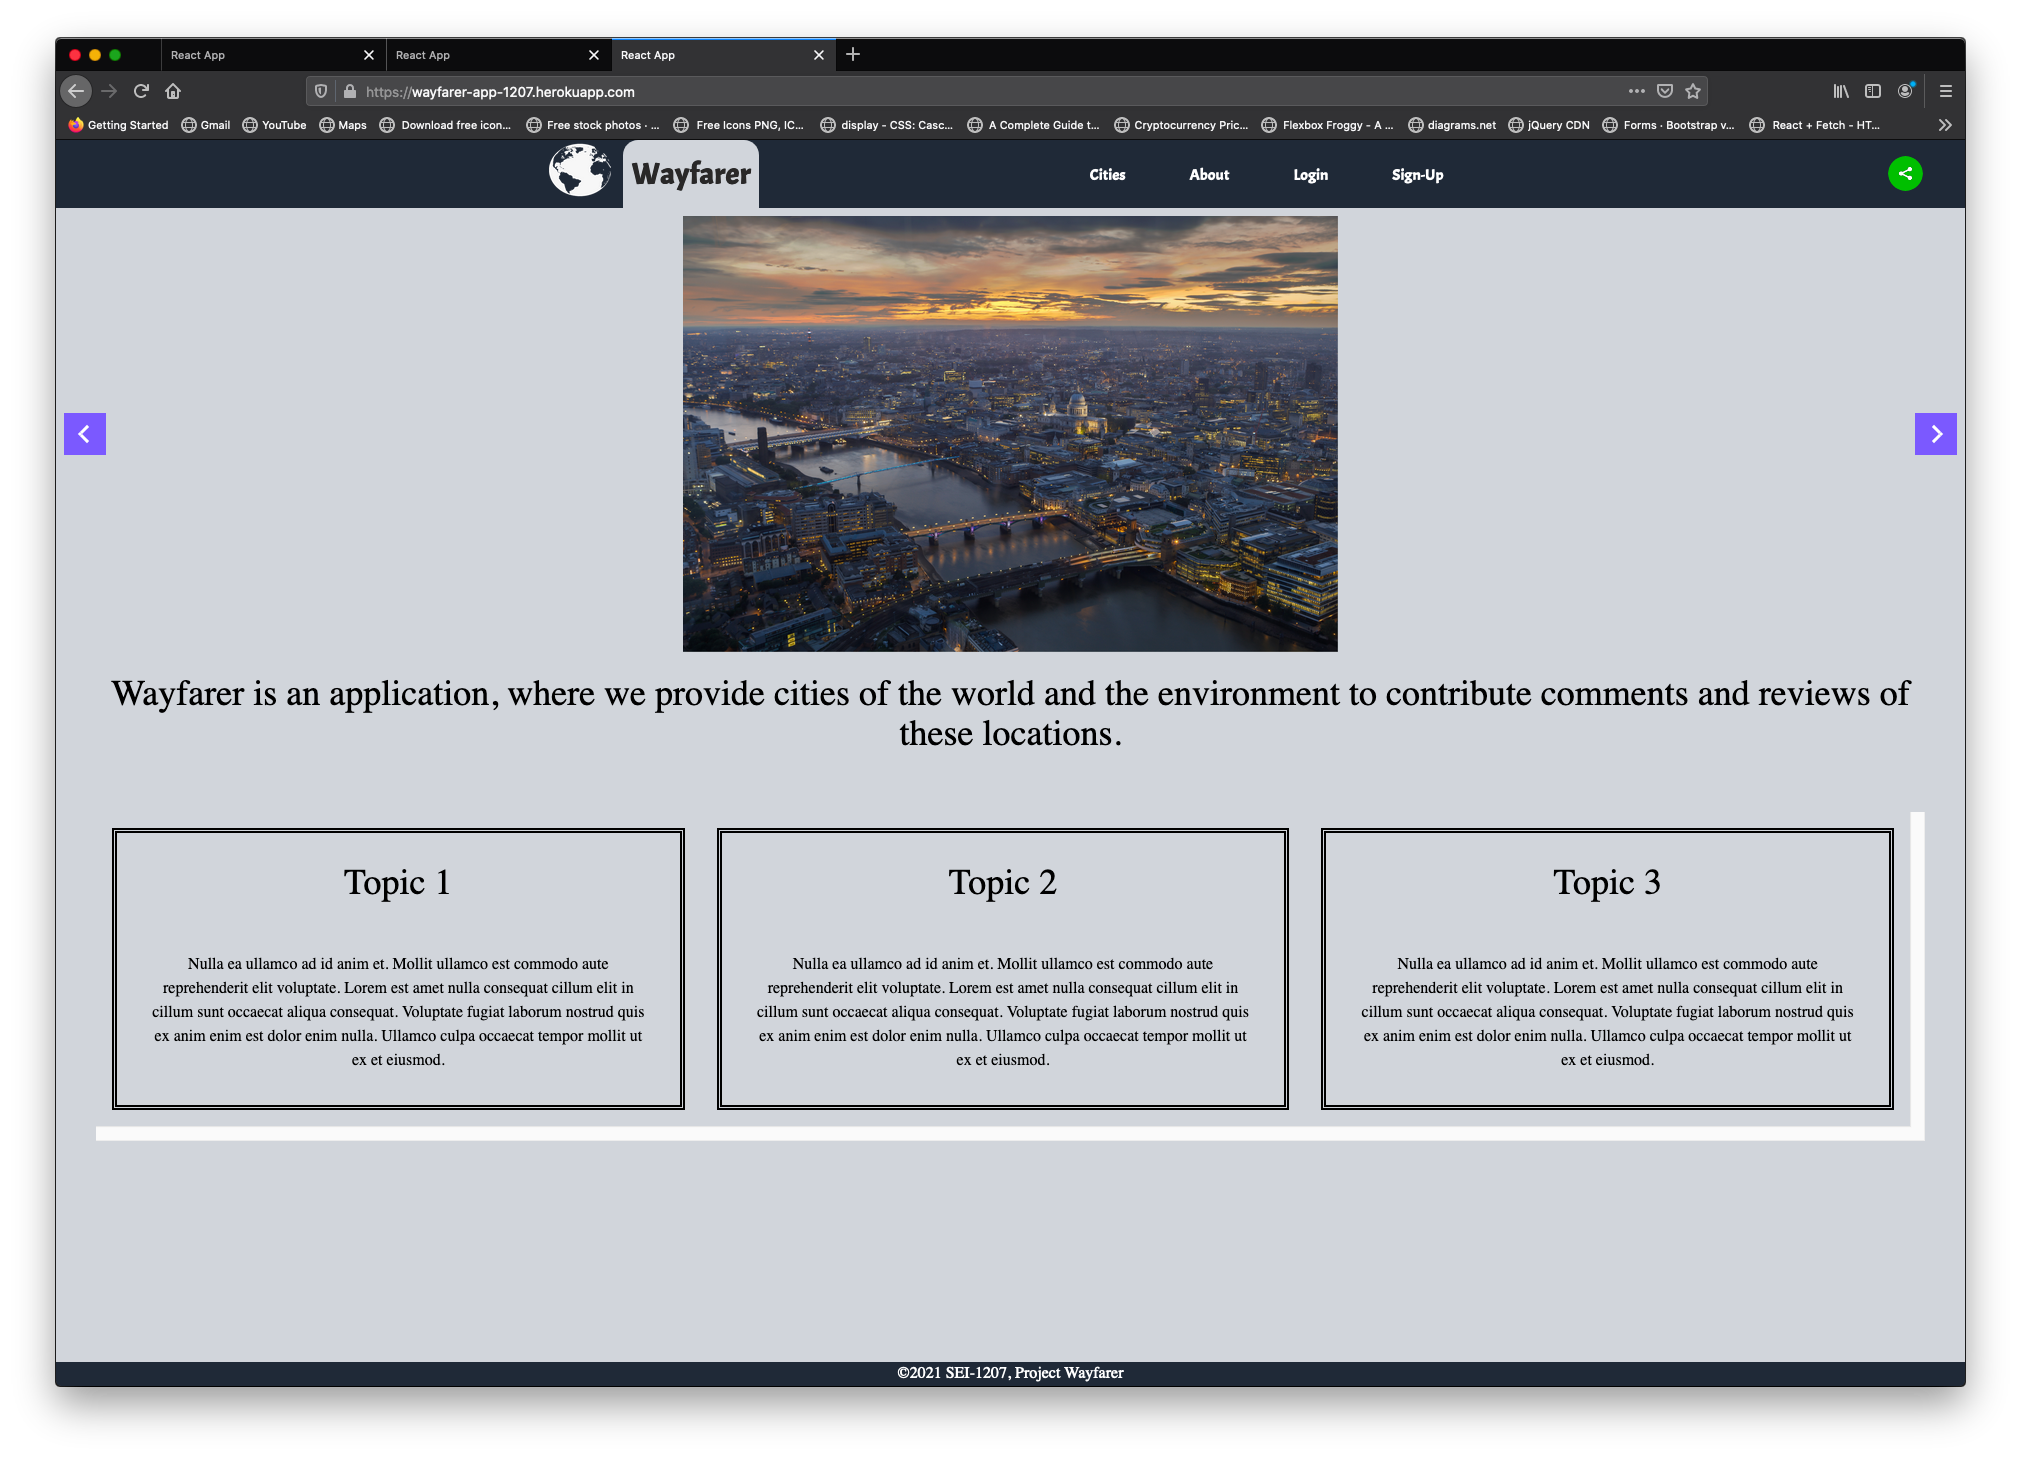 React App
React App
React App
https://wayfarer-app-1207.herokuapp.com
Getting Started Gmail YouTube Maps Download free icon... Free stock photos · ... Free Icons PNG, IC... display - CSS: Casc... A Complete Guide t... Cryptocurrency Pric... Flexbox Froggy - A ... diagrams.net jQuery CDN Forms · Bootstrap v... React + Fetch - HT...
Wayfarer Cities About Login Sign-Up
Wayfarer is an application, where we provide cities of the world and the environment to contribute comments and reviews of
these locations.
Topic 1
Nulla ea ullamco ad id anim et. Mollit ullamco est commodo aute
reprehenderit elit voluptate. Lorem est amet nulla consequat cillum elit in
cillum sunt occaecat aliqua consequat. Voluptate fugiat laborum nostrud quis
ex anim enim est dolor enim nulla. Ullamco culpa occaecat tempor mollit ut
ex et eiusmod.
Topic 2
Nulla ea ullamco ad id anim et. Mollit ullamco est commodo aute
reprehenderit elit voluptate. Lorem est amet nulla consequat cillum elit in
cillum sunt occaecat aliqua consequat. Voluptate fugiat laborum nostrud quis
ex anim enim est dolor enim nulla. Ullamco culpa occaecat tempor mollit ut
ex et eiusmod.
Topic 3
Nulla ea ullamco ad id anim et. Mollit ullamco est commodo aute
reprehenderit elit voluptate. Lorem est amet nulla consequat cillum elit in
cillum sunt occaecat aliqua consequat. Voluptate fugiat laborum nostrud quis
ex anim enim est dolor enim nulla. Ullamco culpa occaecat tempor mollit ut
ex et eiusmod.
©2021 SEI-1207, Project Wayfarer